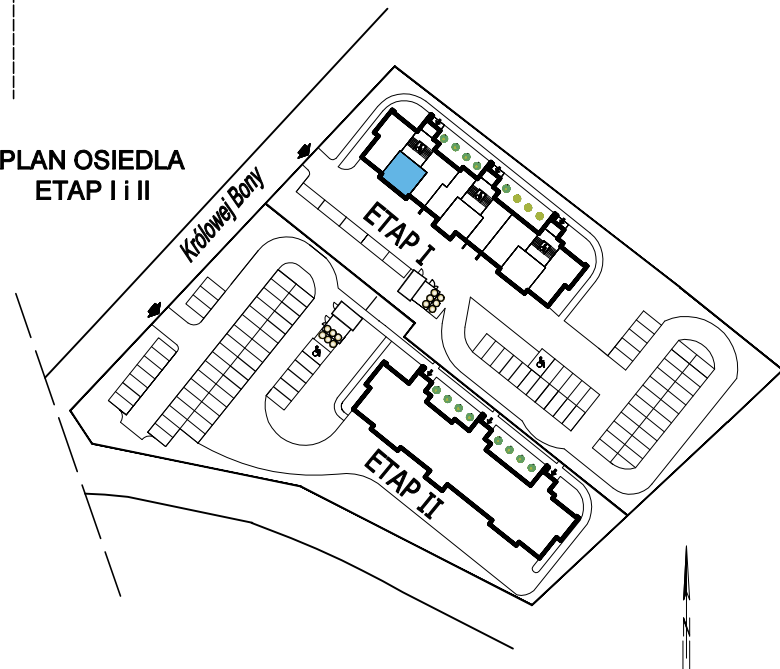 PLAN OSIEDLA
ETAP I i II
Królowej Bony
ETAP I
ETAP II
N